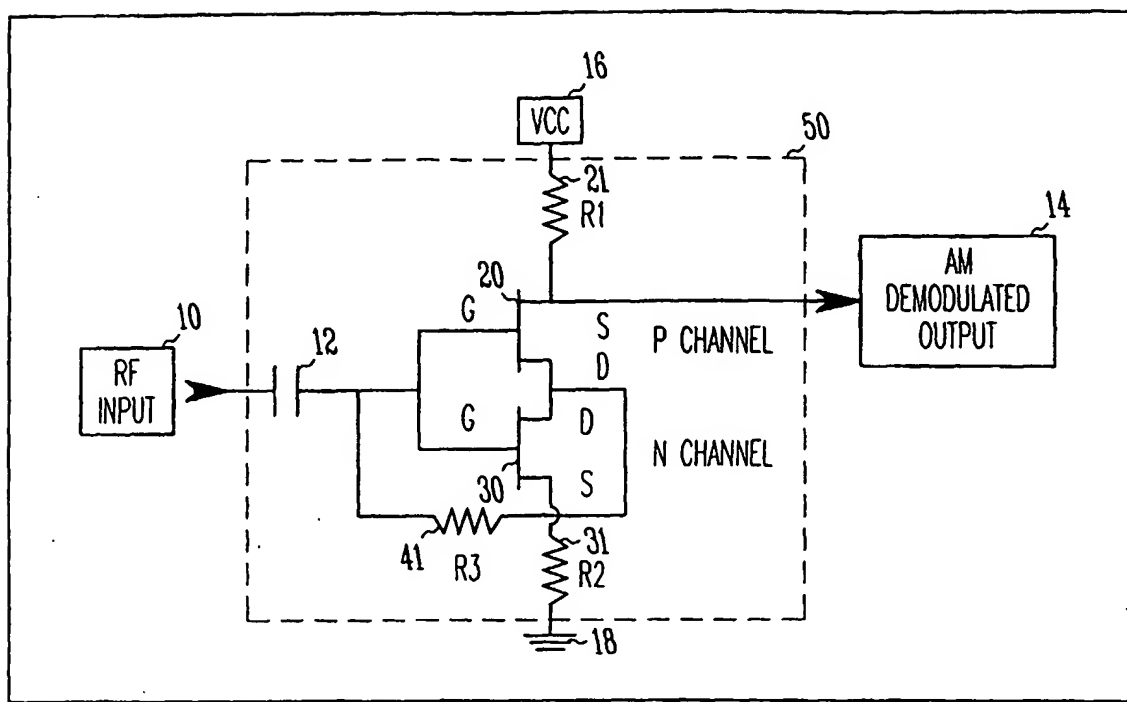 16
VCC
50
21
R1
14
AM
DEMODULATED
OUTPUT
20
G
S
P CHANNEL
10
12
D
RF
INPUT
G
D
N CHANNEL
30
S
41
R3
31
R2
18